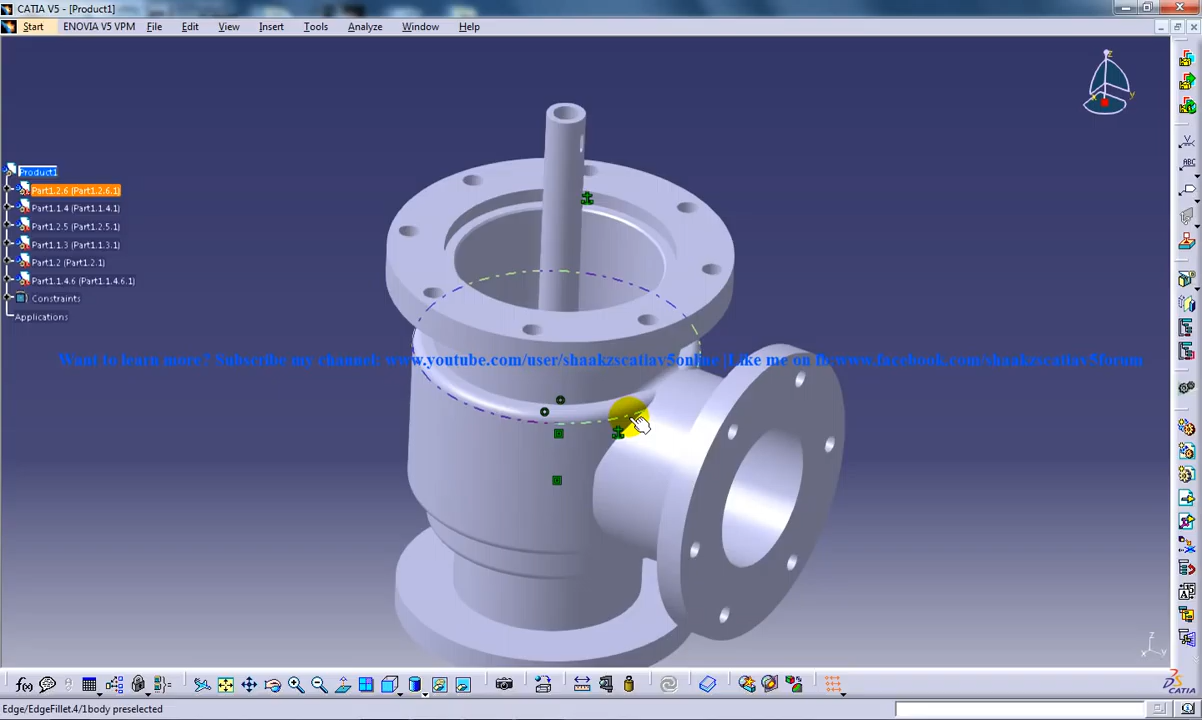 CATIA V5 - [Product1]
Start ENOVIA V5 VPM File Edit View Insert Tools Analyze Window Help
Product1
Part1.2.6 (Part1.2.6.1)
Part1.1.4 (Part1.1.4.1)
Part1.2.5 (Part1.2.5.1)
Part1.1.3 (Part1.1.3.1)
Part1.2 (Part1.2.1)
Part1.1.4.6 (Part1.1.4.6.1)
Constraints
Applications
Want to learn more? Subscribe my channel: www.youtube.com/user/shaakzscatiav5online |Like me on fb:www.facebook.com/shaakzscatiav5forum
Edge/EdgeFillet.4/1body preselected